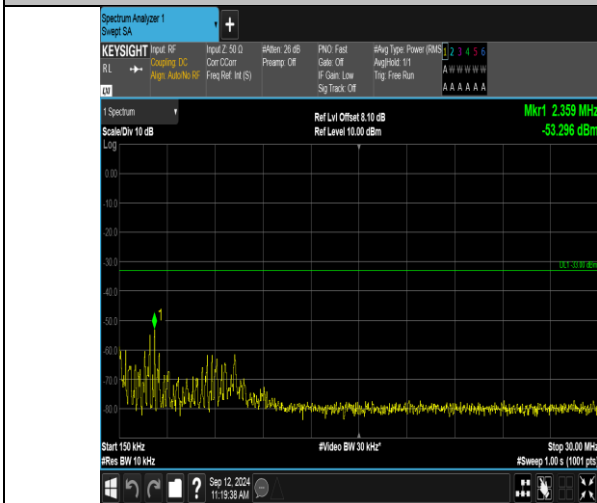 Spectrum Analyzer 1
Swept SA
+
KEYSIGHT
RL
Input: RF
Coupling: DC
Align: Auto/No RF
Input Z: 50 Ω
Corr CCorr
Freq Ref: Int (S)
#Atten: 26 dB
Preamp: Off
PNO: Fast
Gate: Off
IF Gain: Low
Sig Track: Off
#Avg Type: Power (RMS
Avg|Hold: 1/1
Trig: Free Run
1 2 3 4 5 6
A W W W W W
A A A A A A
1 Spectrum
Scale/Div 10 dB
Log
Ref Lvl Offset 8.10 dB
Ref Level 10.00 dBm
Mkr1 2.359 MHz
-53.296 dBm
0.00
-10.0
-20.0
-30.0
DL1 -33.00 dBm
-40.0
-50.0
1
-60.0
-70.0
-80.0
Start 150 kHz
#Res BW 10 kHz
#Video BW 30 kHz*
Stop 30.00 MHz
#Sweep 1.00 s (1001 pts)
?
Sep 12, 2024
11:19:38 AM